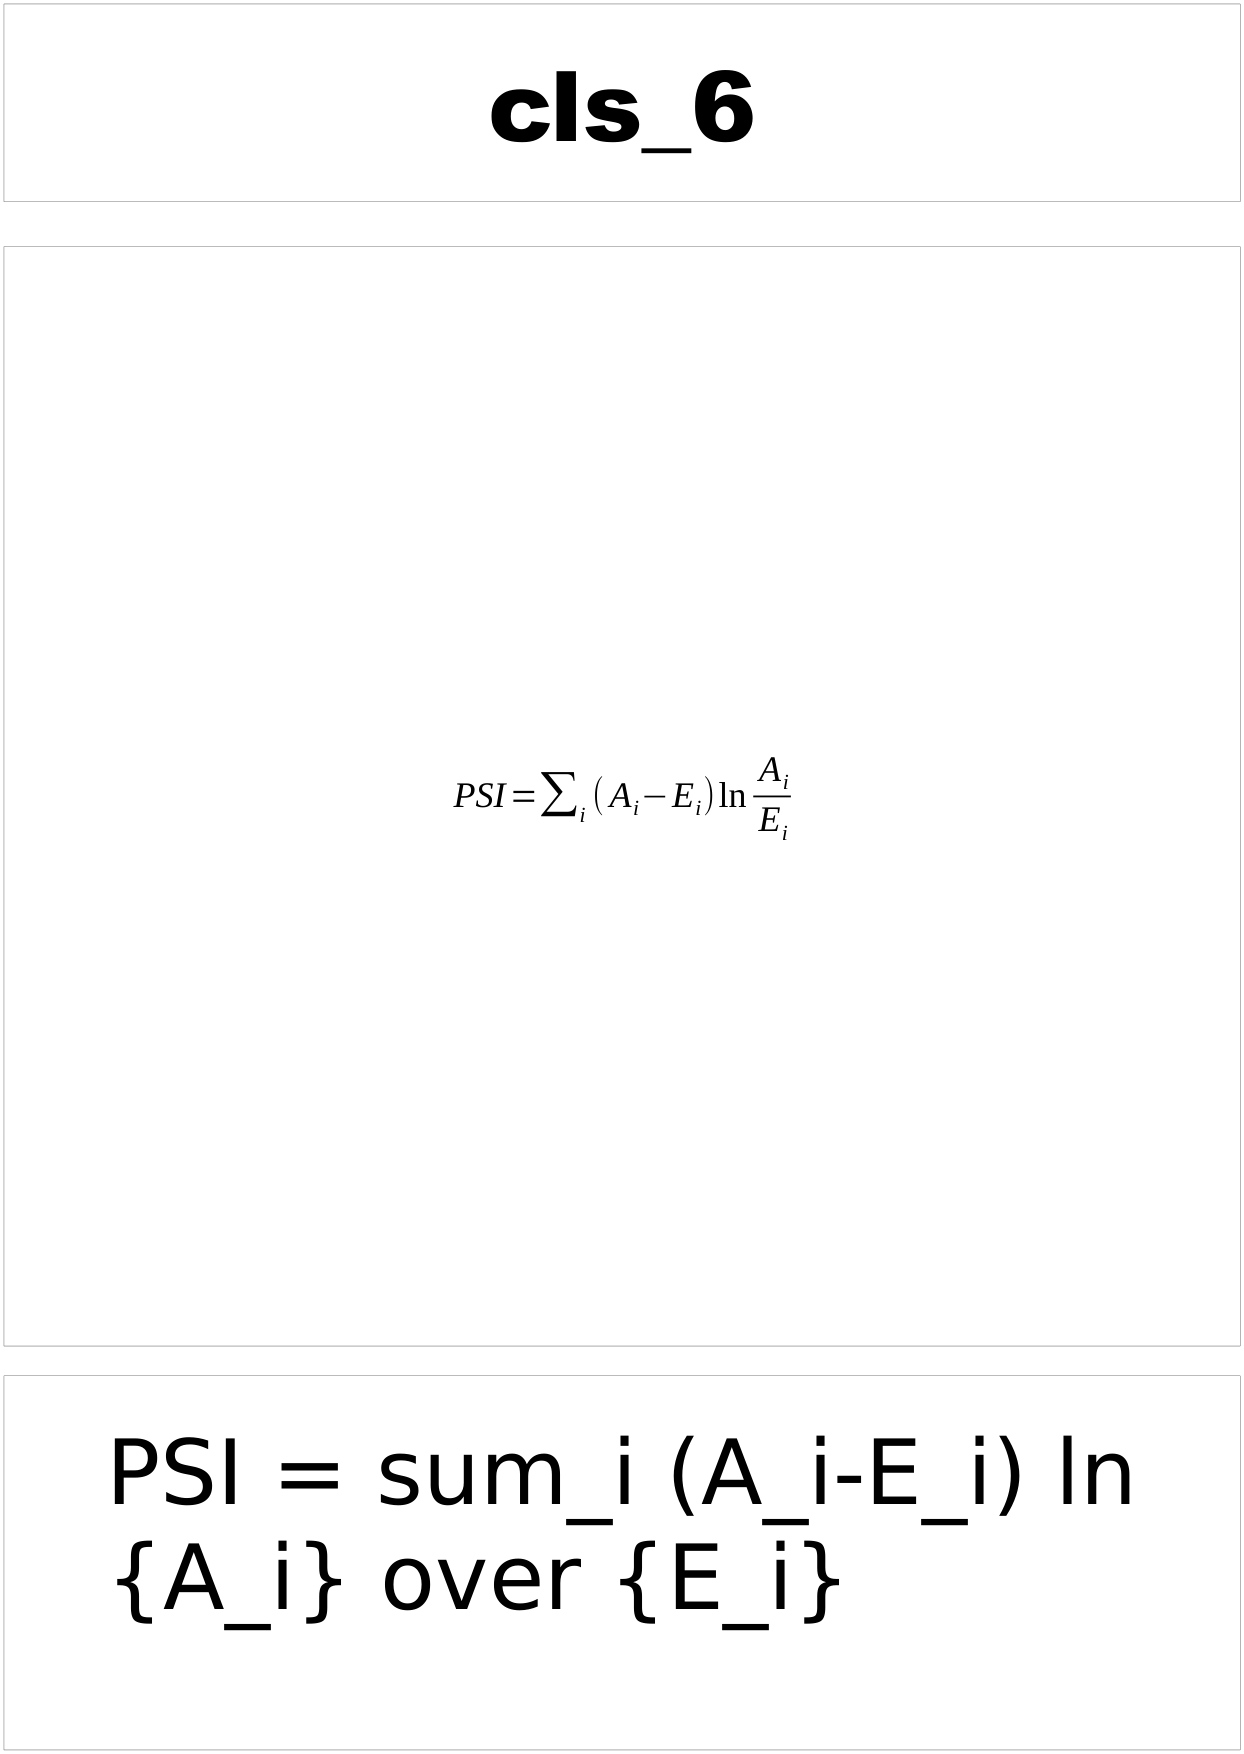 cls_6
PSI = ∑_i (A_i − E_i) ln A_i / E_i
PSI = sum_i (A_i-E_i) ln
{A_i} over {E_i}